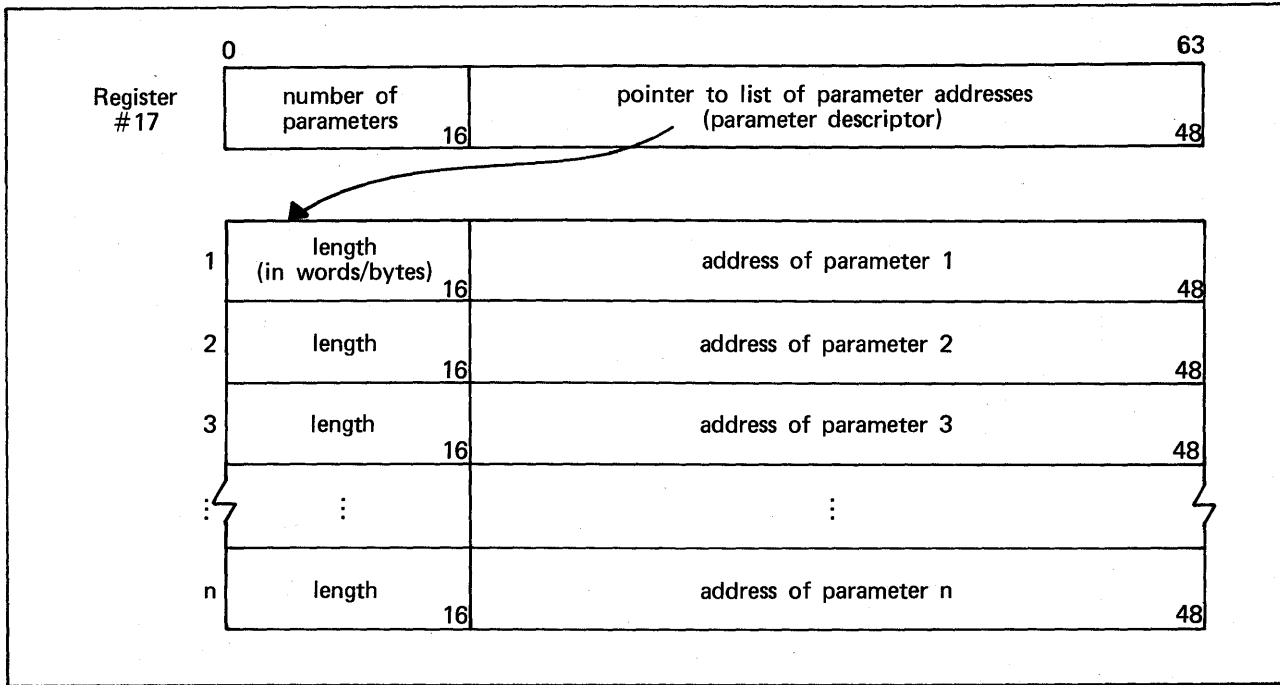 0 63
Register
#17
number of
parameters
16
pointer to list of parameter addresses
(parameter descriptor)
48
1
length
(in words/bytes)
16
address of parameter 1
48
2
length
16
address of parameter 2
48
3
length
16
address of parameter 3
48
⋮
⋮
⋮
n
length
16
address of parameter n
48